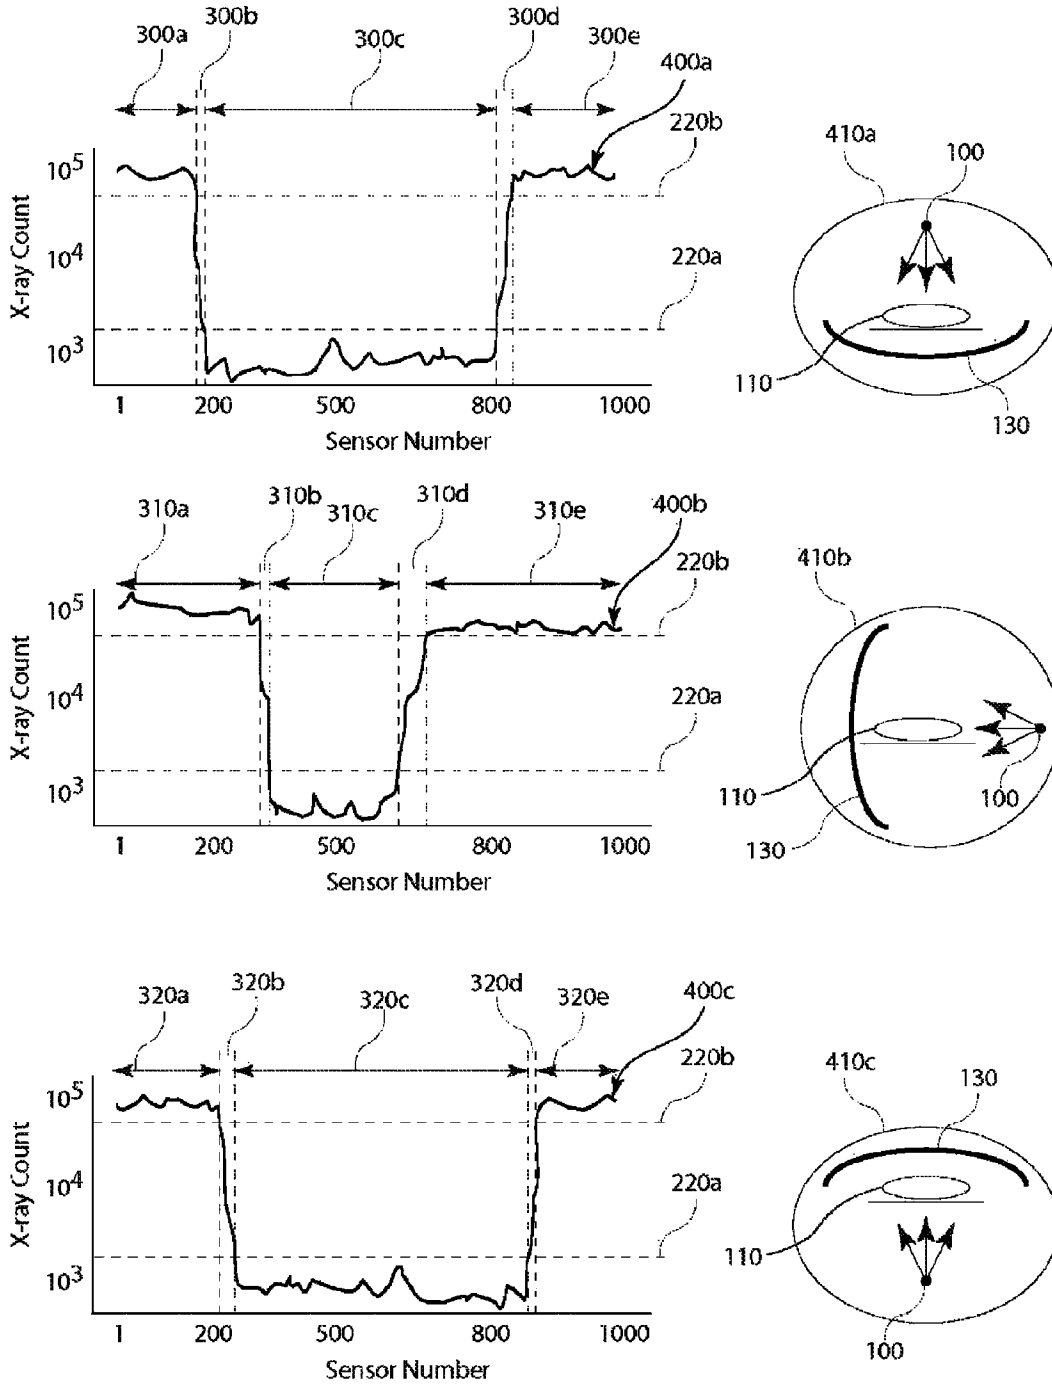 300a
300b
300c
300d
300e
400a
220b
220a
X-ray Count
10^5
10^4
10^3
1 200 500 800 1000
Sensor Number
410a
100
110
130
310a
310b
310c
310d
310e
400b
220b
220a
X-ray Count
10^5
10^4
10^3
1 200 500 800 1000
Sensor Number
410b
110
100
130
320a
320b
320c
320d
320e
400c
220b
220a
X-ray Count
10^5
10^4
10^3
1 200 500 800 1000
Sensor Number
410c
130
110
100